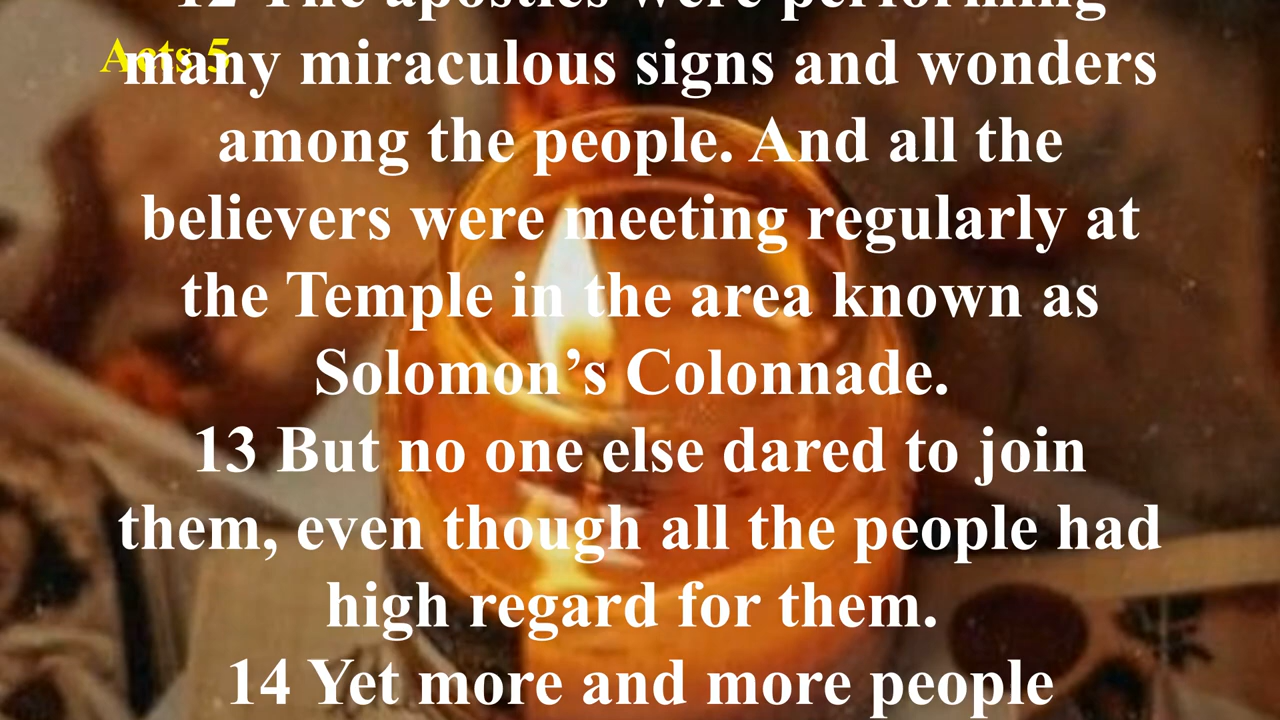 12 The apostles were performing
Acts 5
many miraculous signs and wonders
among the people. And all the
believers were meeting regularly at
the Temple in the area known as
Solomon’s Colonnade.
13 But no one else dared to join
them, even though all the people had
high regard for them.
14 Yet more and more people